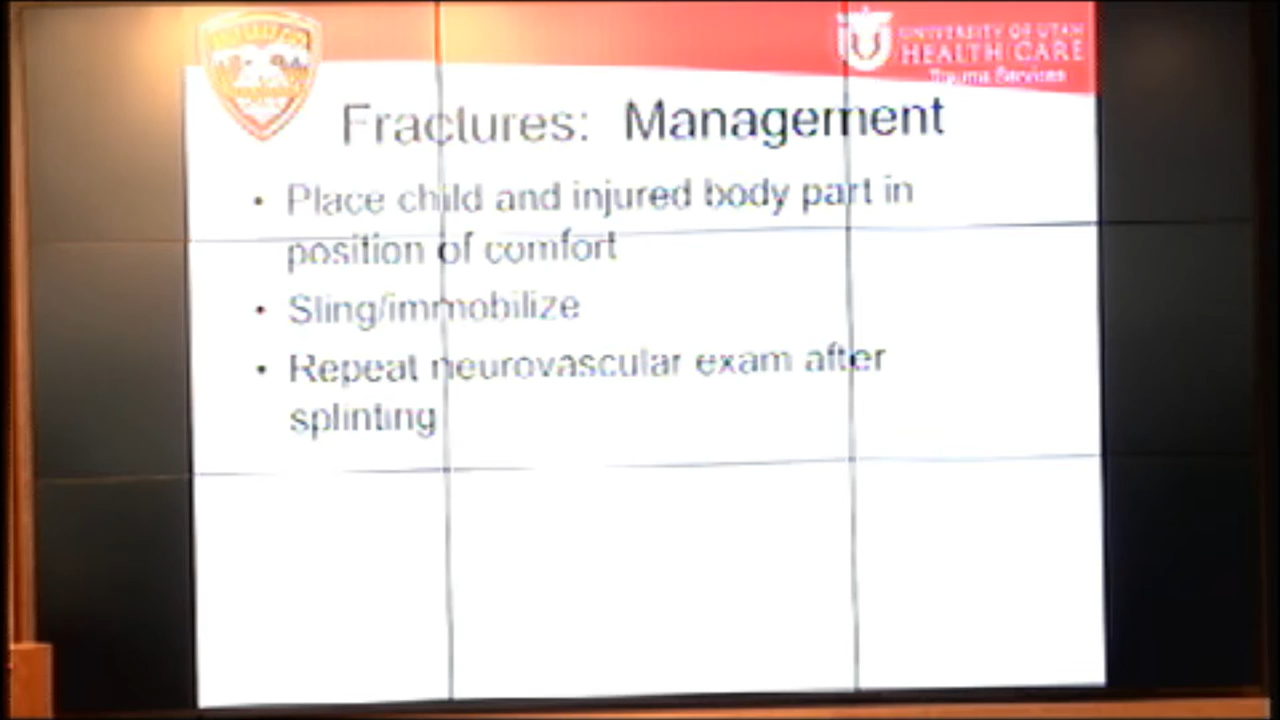 UNIVERSITY OF UTAH
HEALTH CARE
Trauma Services
Fractures: Management
• Place child and injured body part in
position of comfort
• Sling/immobilize
• Repeat neurovascular exam after
splinting